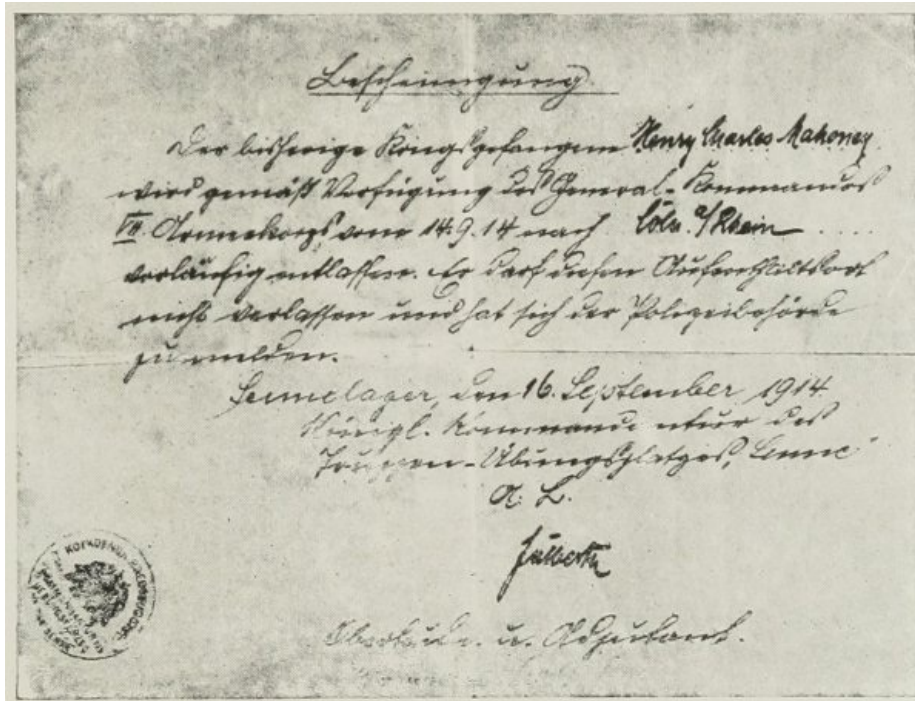 Bescheinigung.
Der bisherige Kriegsgefangene Henry Charles Mahoney
wird gemäß Verfügung des General-Kommandos
VII. Armeekorps vom 14.9.14 nach Cöln a/Rhein ....
vorläufig entlassen. Er darf diesen Aufenthaltsort
nicht verlassen und hat sich der Polizeibehörde
zu melden.
Sennelager, den 16. September 1914.
Königl. Kommandantur des
Truppen-Übungsplatzes, Senne
Oberleutn. u. Adjutant.